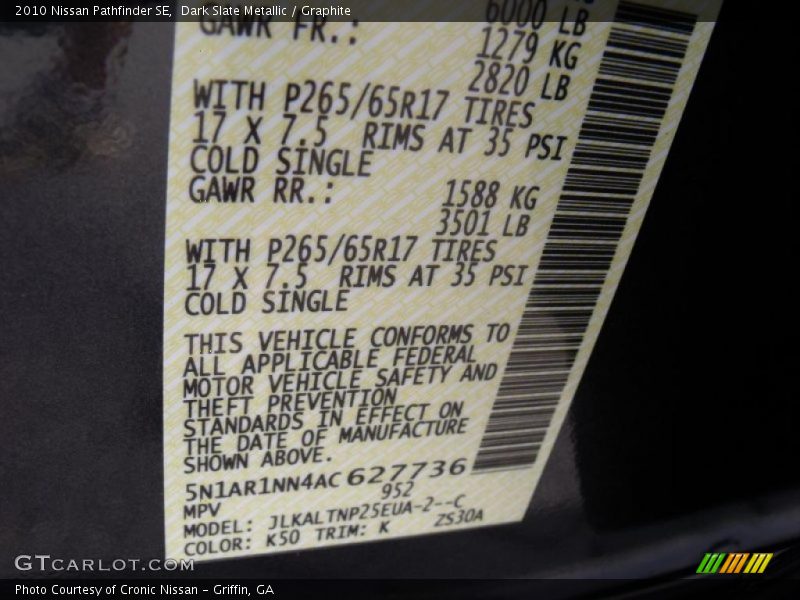 2010 Nissan Pathfinder SE, Dark Slate Metallic / Graphite
6000 LB
GAWR FR.:
1279 KG
2820 LB
WITH P265/65R17 TIRES
17 X 7.5 RIMS AT 35 PSI
COLD SINGLE
GAWR RR.: 1588 KG
3501 LB
WITH P265/65R17 TIRES
17 X 7.5 RIMS AT 35 PSI
COLD SINGLE
THIS VEHICLE CONFORMS TO
ALL APPLICABLE FEDERAL
MOTOR VEHICLE SAFETY AND
THEFT PREVENTION
STANDARDS IN EFFECT ON
THE DATE OF MANUFACTURE
SHOWN ABOVE.
5N1AR1NN4AC627736
MPV 952
MODEL: JLKALTNP25EUA-2--C
COLOR: K50 TRIM: K ZS30A
GTCARLOT.COM
Photo Courtesy of Cronic Nissan - Griffin, GA